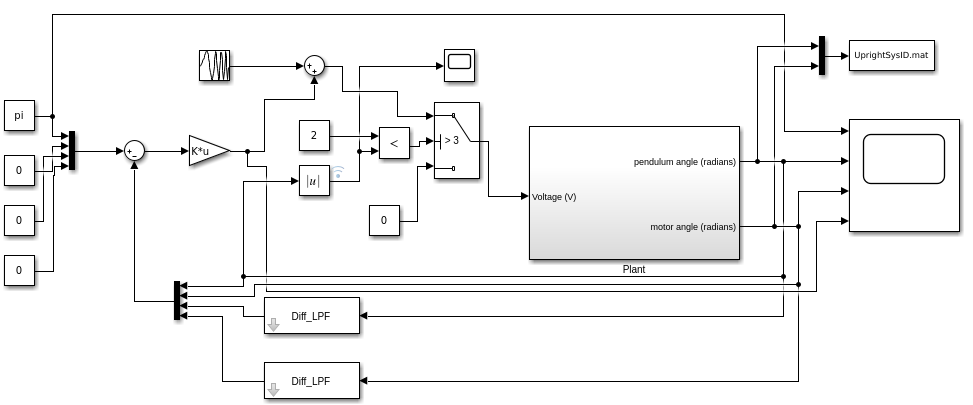 UprightSysID.mat
pi
+
+
2
<
> 3
+
−
K*u
0
|u|
0
0
0
pendulum angle (radians)
Voltage (V)
motor angle (radians)
Plant
Diff_LPF
Diff_LPF